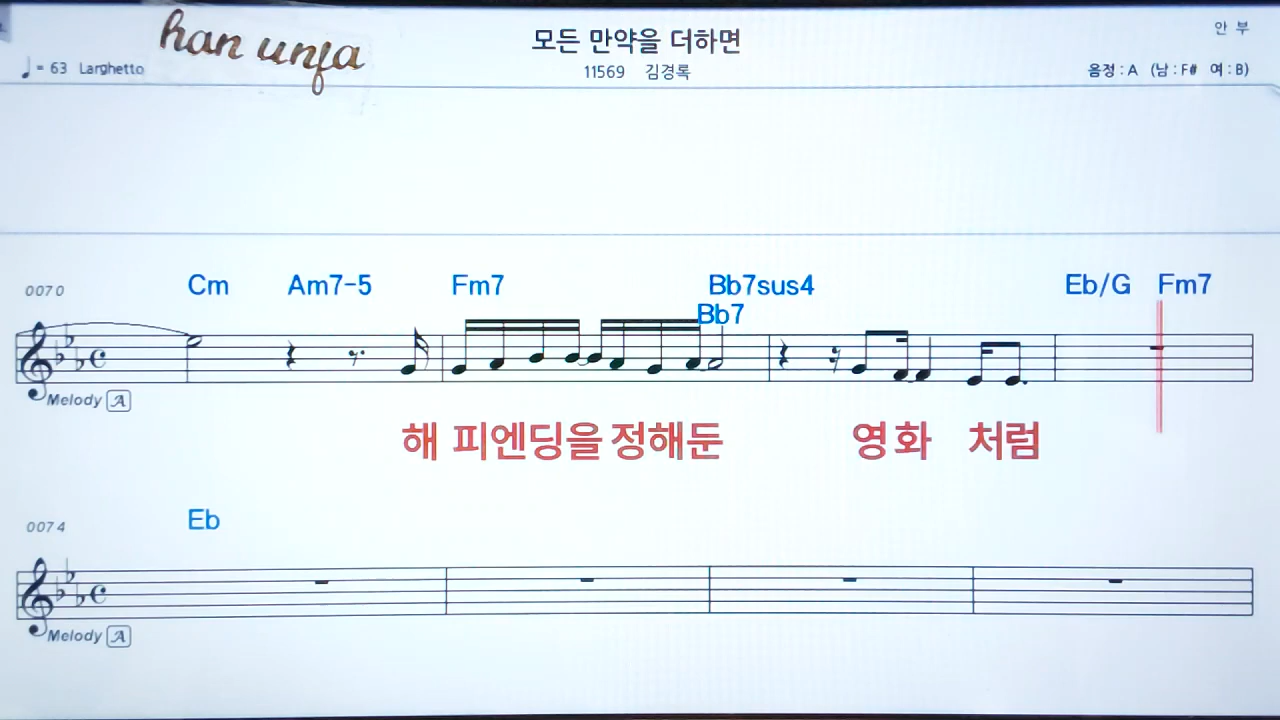 han unfa
모든 만약을 더하면
안 부
♩= 63 Larghetto
11569 김경록
음정 : A (남 : F# 여 : B)
0070 Cm Am7-5 Fm7 Bb7sus4 Eb/G Fm7
Bb7
Melody A
해 피엔딩을 정해둔 영화 처럼
0074 Eb
Melody A